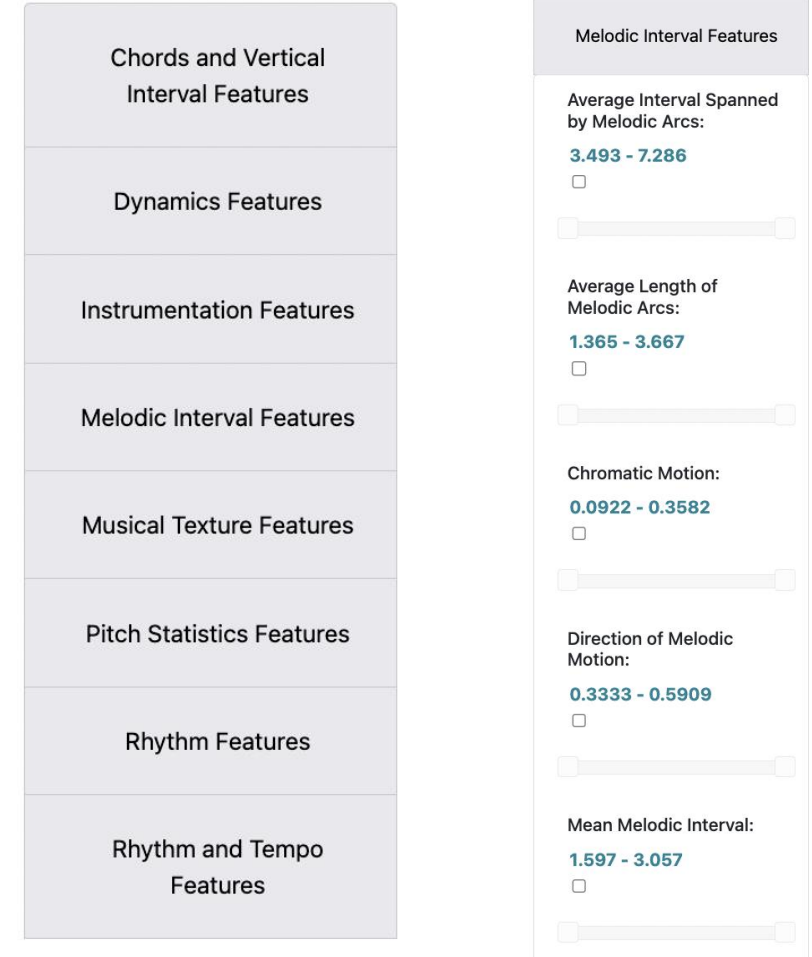 Chords and Vertical
Interval Features
Dynamics Features
Instrumentation Features
Melodic Interval Features
Musical Texture Features
Pitch Statistics Features
Rhythm Features
Rhythm and Tempo
Features
Melodic Interval Features
Average Interval Spanned
by Melodic Arcs:
3.493 - 7.286
Average Length of
Melodic Arcs:
1.365 - 3.667
Chromatic Motion:
0.0922 - 0.3582
Direction of Melodic
Motion:
0.3333 - 0.5909
Mean Melodic Interval:
1.597 - 3.057